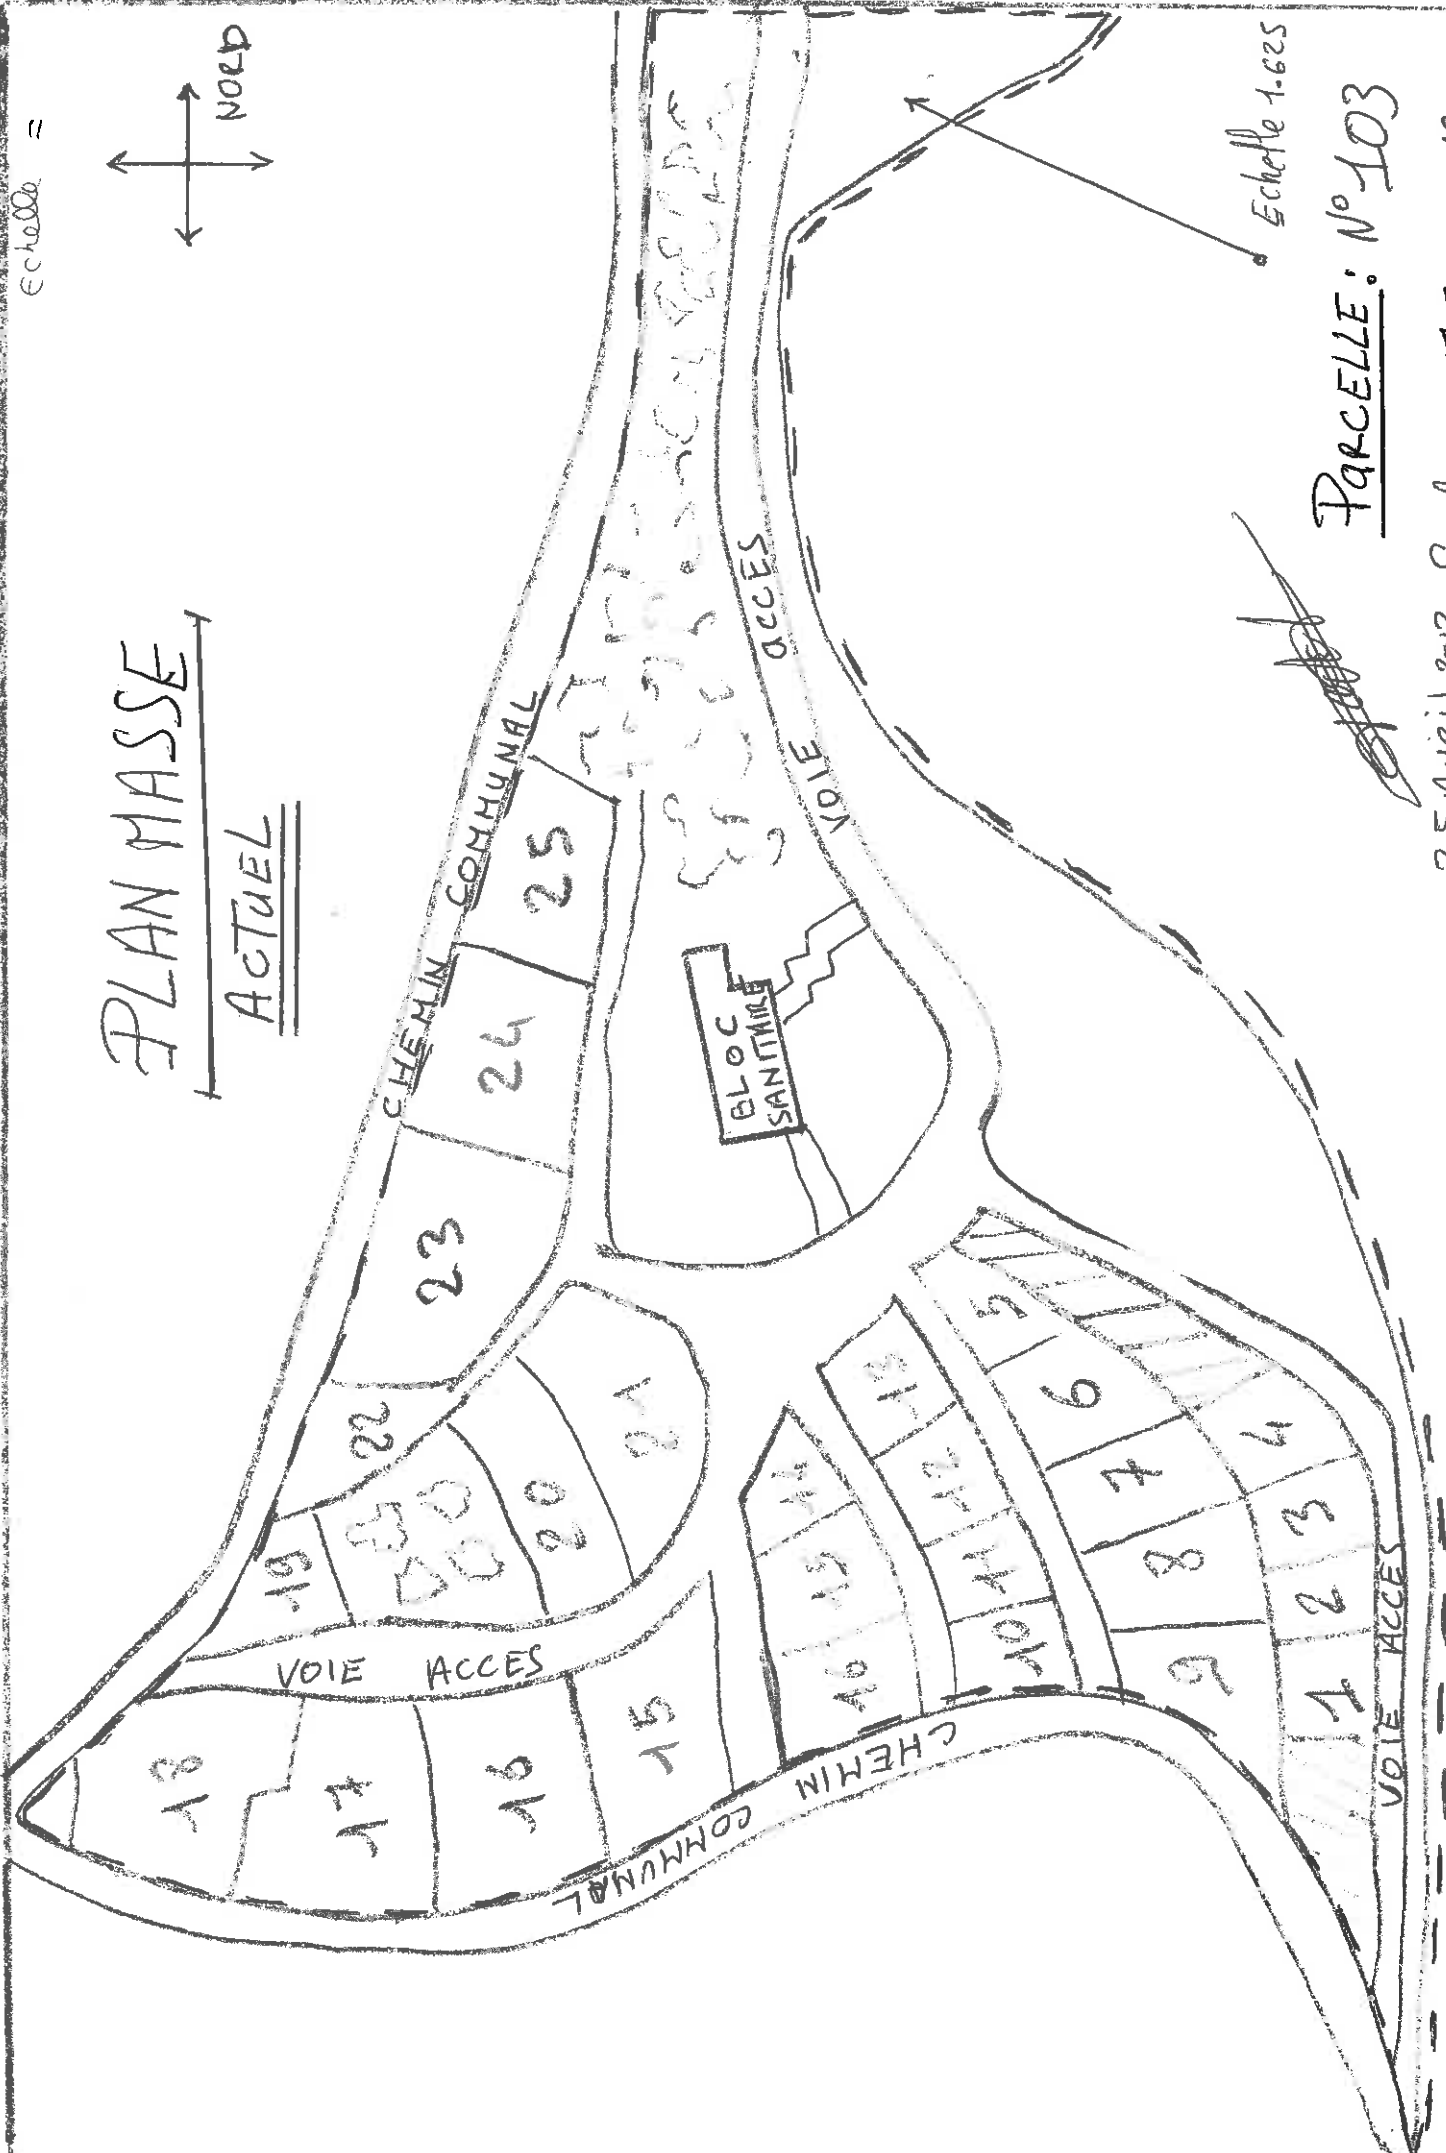 PLAN MASSE
ACTUEL
Echelle =
NORD
CHEMIN COMMUNAL
18
17
16
15
VOIE ACCES
19
22
20
21
23
24
25
BLOC
SANITAIRE
VOIE ACCES
14
15
16
13
12
11
10
5
6
7
8
9
4
3
2
1
CHEMIN COMMUNAL
VOIE ACCES
Echelle 1.625
PARCELLE: N° 103